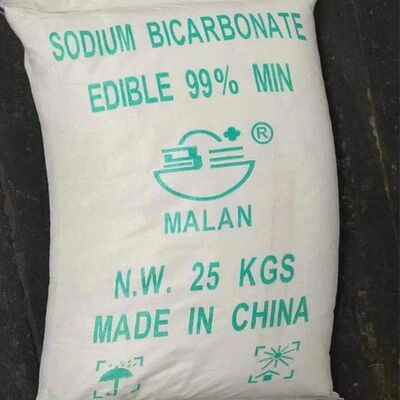 SODIUM BICARBONATE
EDIBLE 99% MIN
®
MALAN
N.W. 25 KGS
MADE IN CHINA